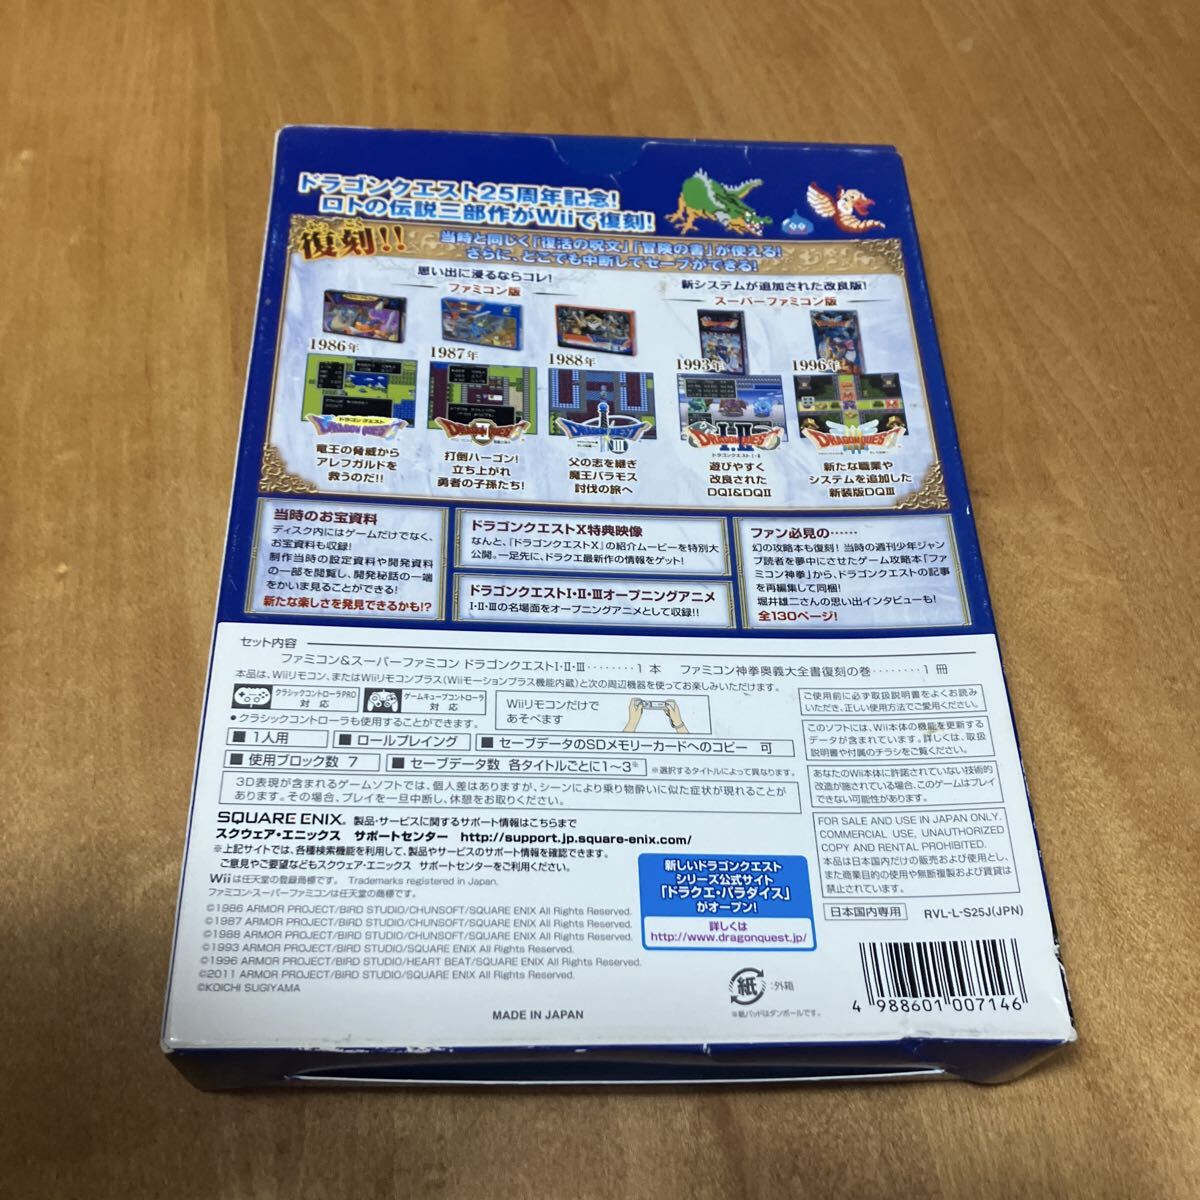 ドラゴンクエスト25周年記念!
ロトの伝説三部作がWiiで復刻!
復刻!!
当時と同じく「復活の呪文」「冒険の書」が使える!
さらに、どこでも中断してセーブができる!
思い出に浸るならコレ!
ファミコン版
新システムが追加された改良版!
スーパーファミコン版
1986年
1987年
1988年
1993年
1996年
ドラゴンクエスト
DRAGON QUEST
DRAGON QUEST
DRAGON QUEST
III
DRAGON QUEST
I・II
ドラゴンクエストI・II
DRAGON QUEST
III
竜王の脅威から
アレフガルドを
救うのだ!!
打倒ハーゴン!
立ち上がれ
勇者の子孫たち!
父の志を継ぎ
魔王バラモス
討伐の旅へ
遊びやすく
改良された
DQI&DQII
新たな職業や
システムを追加した
新装版DQIII
当時のお宝資料
ディスク内にはゲームだけでなく、
お宝資料も収録!
制作当時の設定資料や開発資料
の一部を閲覧し、開発秘話の一端
をかいま見ることができる!
新たな楽しさを発見できるかも!?
ドラゴンクエストX特典映像
なんと、『ドラゴンクエストX』の紹介ムービーを特別大
公開。一足先に、ドラクエ最新作の情報をゲット!
ドラゴンクエストI・II・IIIオープニングアニメ
I・II・IIIの名場面をオープニングアニメとして収録!!
ファン必見の……
幻の攻略本も復刻! 当時の週刊少年ジャン
プ読者を夢中にさせたゲーム攻略本「ファ
ミコン神拳」から、ドラゴンクエストの記事
を再編集して同梱!
堀井雄二さんの思い出インタビューも!
全130ページ!
セット内容
ファミコン&スーパーファミコン ドラゴンクエストI・II・III………1本 ファミコン神拳奥義大全書復刻の巻………1冊
本品は、Wiiリモコン、またはWiiリモコンプラス(Wiiモーションプラス機能内蔵)と次の周辺機器を使ってお楽しみいただけます。
クラシックコントローラPRO
対応
ゲームキューブコントローラ
対応
●クラシックコントローラも使用することができます。
Wiiリモコンだけで
あそべます
■1人用
■ロールプレイング
■セーブデータのSDメモリーカードへのコピー 可
■使用ブロック数 7
■セーブデータ数 各タイトルごとに1〜3※
※選択するタイトルによって異なります。
3D表現が含まれるゲームソフトでは、個人差はありますが、シーンにより乗り物酔いに似た症状が現れることが
あります。その場合、プレイを一旦中断し、休憩をお取りください。
ご使用前に必ず取扱説明書をよくお読み
いただき、正しい使用方法でご愛用ください。
このソフトには、Wii本体の機能を更新する
データが含まれています。詳しくは、取扱
説明書や付属のチラシをご覧ください。
あなたのWii本体に許諾されていない技術的
改造が施されている場合、このゲームはプレイ
できない可能性があります。
FOR SALE AND USE IN JAPAN ONLY.
COMMERCIAL USE, UNAUTHORIZED
COPY AND RENTAL PROHIBITED.
本品は日本国内だけの販売および使用とし、
また商業目的の使用や無断複製および賃貸は
禁止されています。
日本国内専用
RVL-L-S25J(JPN)
SQUARE ENIX. 製品・サービスに関するサポート情報はこちらまで
スクウェア・エニックス サポートセンター http://support.jp.square-enix.com/
※上記サイトでは、各種検索機能を利用して、製品やサービスのサポート情報を確認できます。
ご意見やご要望などもスクウェア・エニックス サポートセンターをご利用ください。
Wiiは任天堂の登録商標です。 Trademarks registered in Japan.
ファミコン・スーパーファミコンは任天堂の商標です。
©1986 ARMOR PROJECT/BIRD STUDIO/CHUNSOFT/SQUARE ENIX All Rights Reserved.
©1987 ARMOR PROJECT/BIRD STUDIO/CHUNSOFT/SQUARE ENIX All Rights Reserved.
©1988 ARMOR PROJECT/BIRD STUDIO/CHUNSOFT/SQUARE ENIX All Rights Reserved.
©1993 ARMOR PROJECT/BIRD STUDIO/CHUNSOFT/SQUARE ENIX All Rights Reserved.
©1996 ARMOR PROJECT/BIRD STUDIO/HEART BEAT/SQUARE ENIX All Rights Reserved.
©2011 ARMOR PROJECT/BIRD STUDIO/SQUARE ENIX All Rights Reserved.
©KOICHI SUGIYAMA
新しいドラゴンクエスト
シリーズ公式サイト
「ドラクエ・パラダイス」
がオープン!
詳しくは
http://www.dragonquest.jp/
紙
:外箱
※紙パッドはダンボールです。
4 988601 007146
MADE IN JAPAN